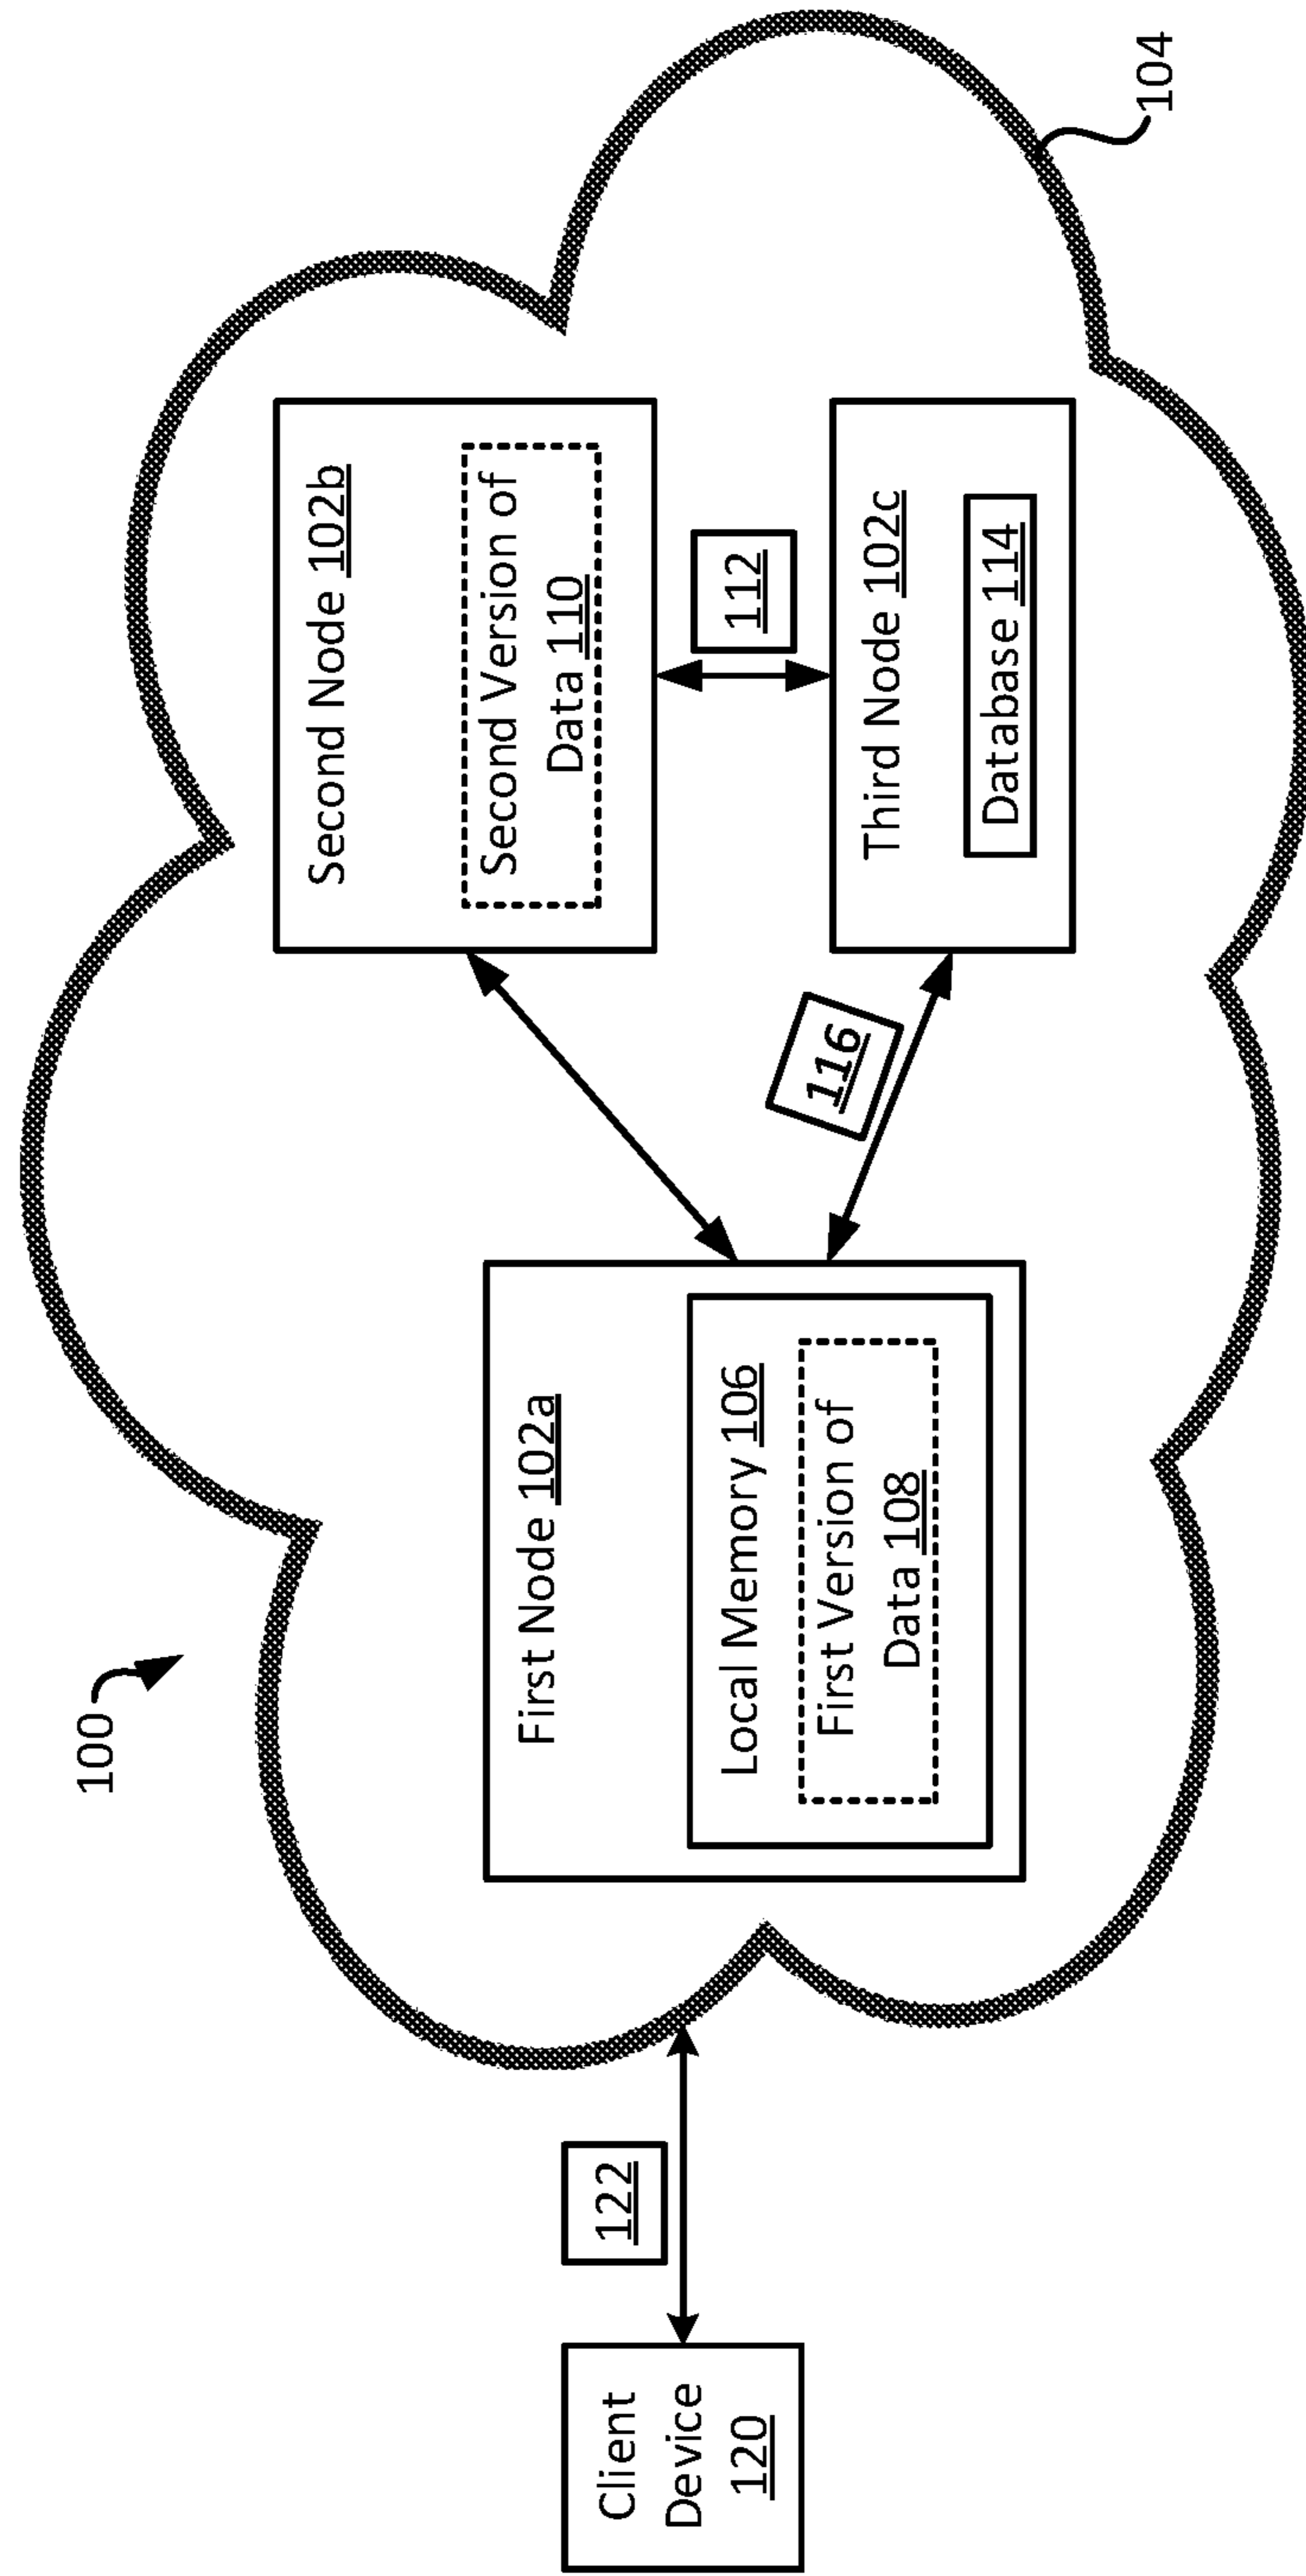 100
104
Client
Device
120
122
First Node 102a
Local Memory 106
First Version of
Data 108
116
Second Node 102b
Second Version of
Data 110
112
Third Node 102c
Database 114